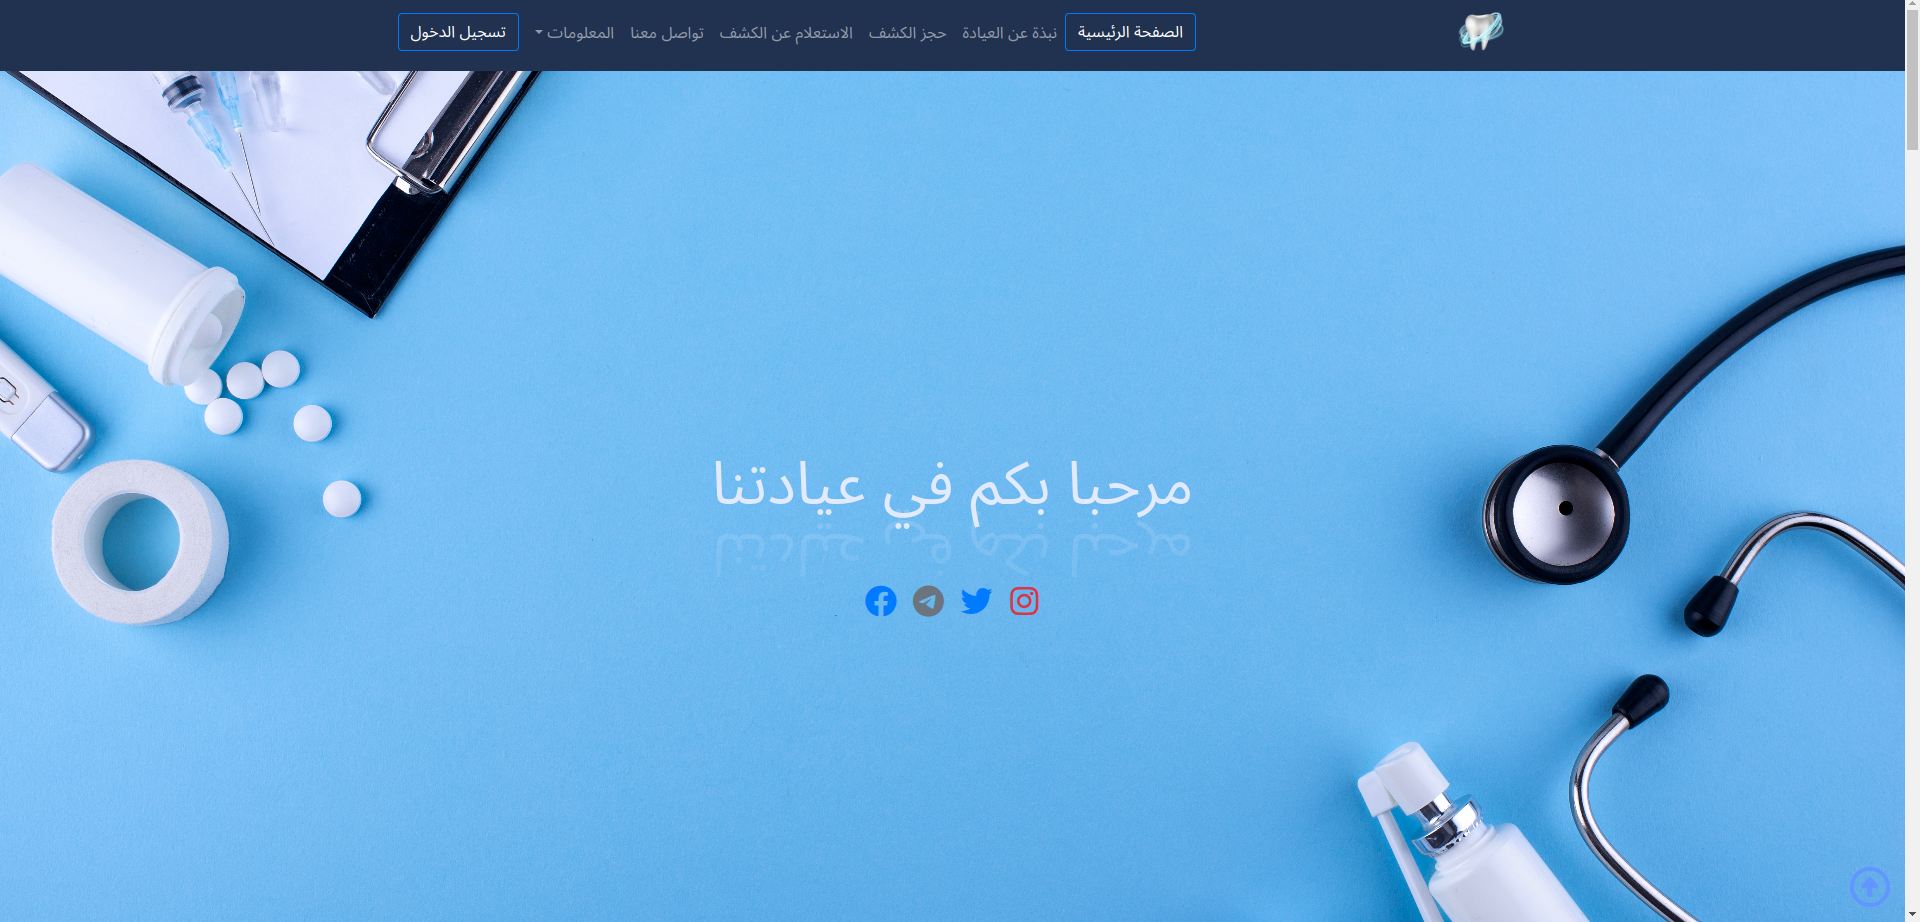 الصفحة الرئيسية
نبذة عن العيادة
حجز الكشف
الاستعلام عن الكشف
تواصل معنا
المعلومات
تسجيل الدخول
مرحبا بكم في عيادتنا